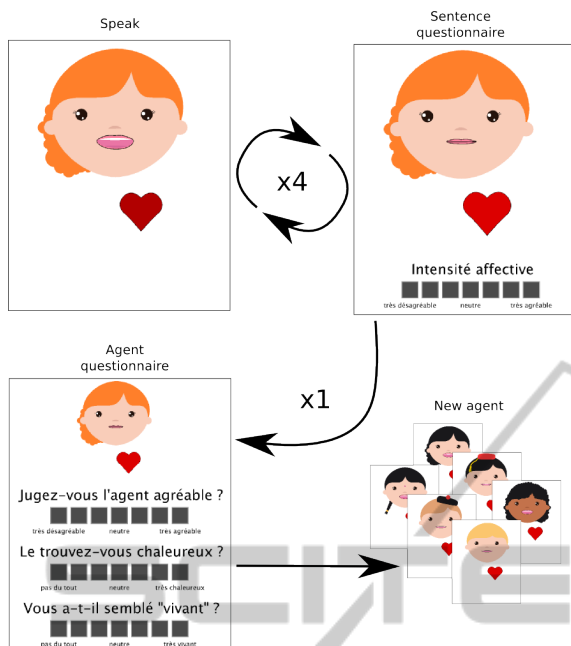 Speak
Sentence
questionnaire
x4
Intensité affective
très désagréable neutre très agréable
Agent
questionnaire
x1
New agent
Jugez-vous l'agent agréable ?
très désagréable neutre très agréable
Le trouvez-vous chaleureux ?
pas du tout neutre très chaleureux
Vous a-t-il semblé "vivant" ?
pas du tout neutre très vivant
SCITE